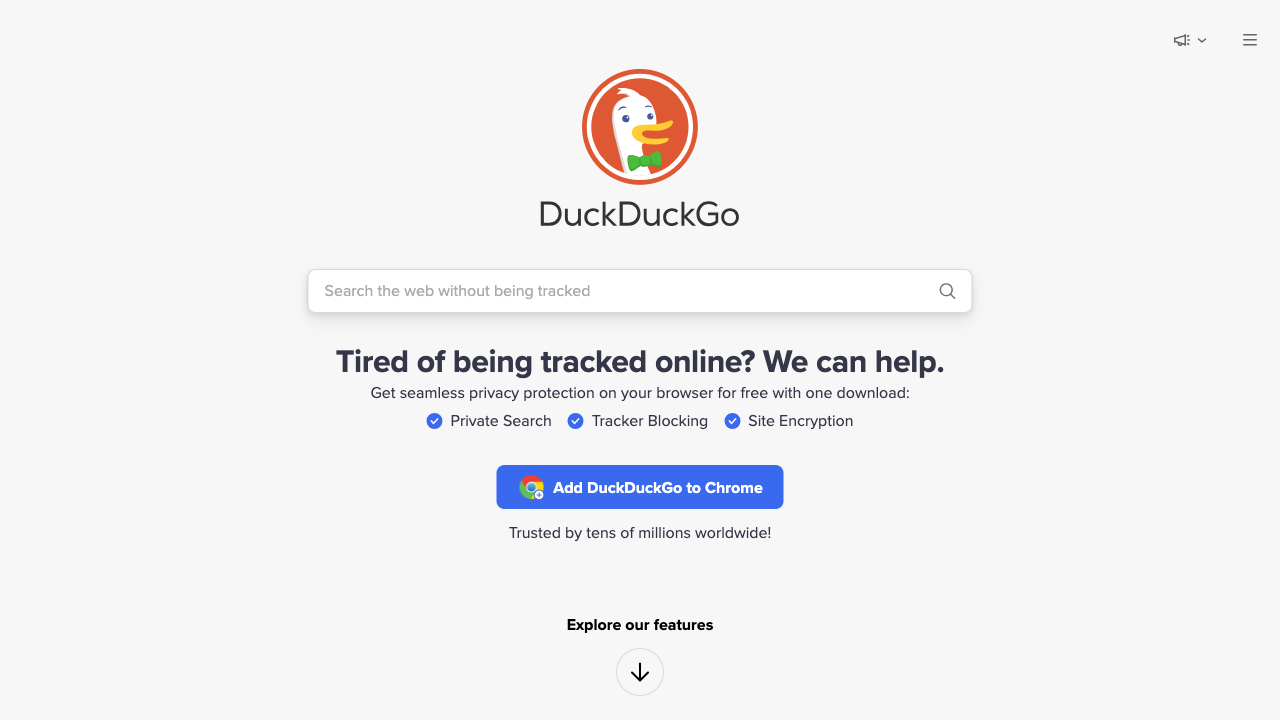 DuckDuckGo
Search the web without being tracked
Tired of being tracked online? We can help.
Get seamless privacy protection on your browser for free with one download:
Private Search Tracker Blocking Site Encryption
Add DuckDuckGo to Chrome
Trusted by tens of millions worldwide!
Explore our features